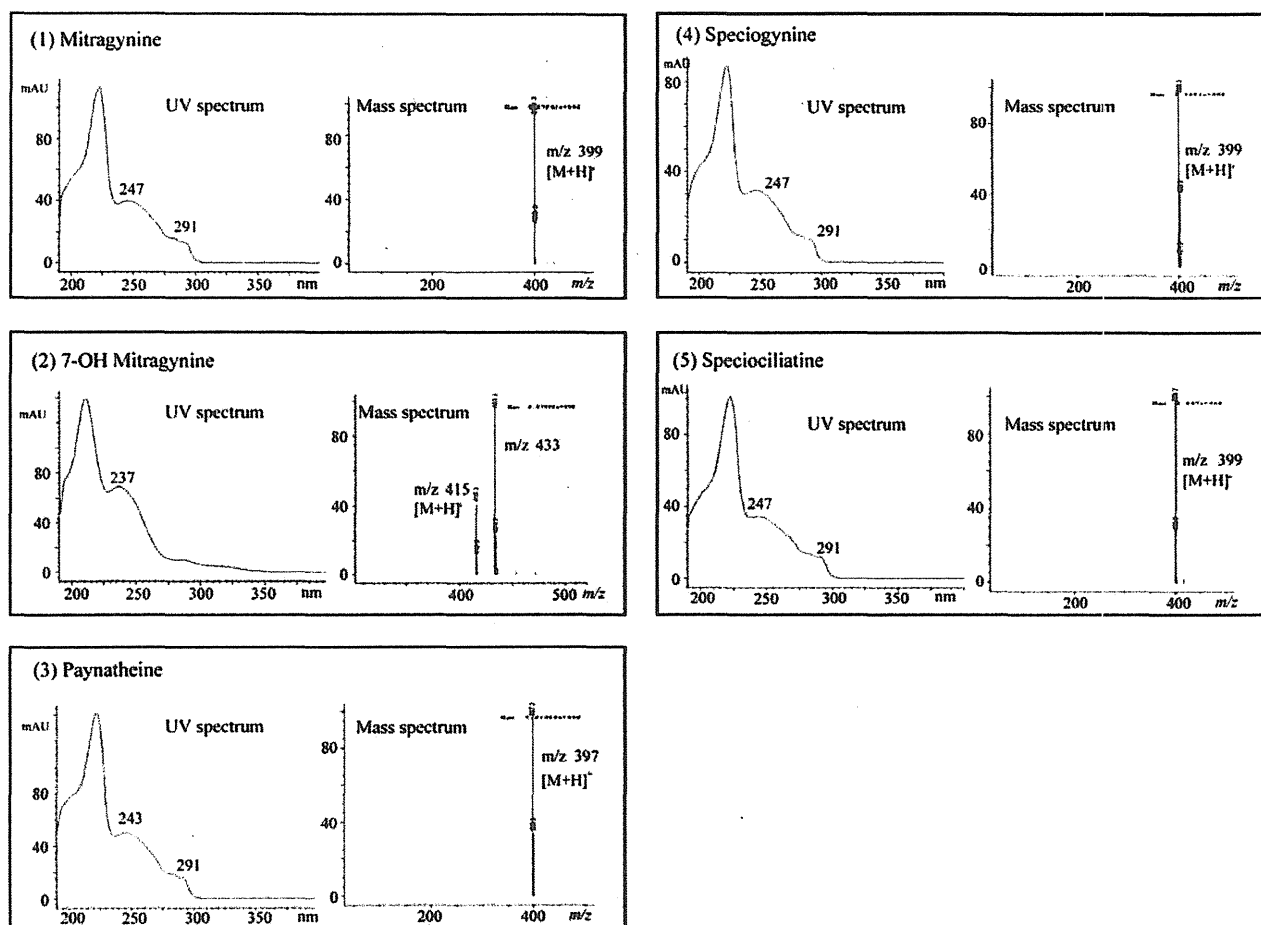 (1) Mitragynine
mAU
UV spectrum
80
40
0
247
291
200 250 300 350 nm
Mass spectrum
80
40
0
m/z 399
[M+H]⁺
200 400 m/z
(2) 7-OH Mitragynine
mAU
UV spectrum
80
40
0
237
200 250 300 350 nm
Mass spectrum
80
40
0
m/z 433
m/z 415
[M+H]⁺
400 500 m/z
(3) Paynatheine
mAU
UV spectrum
80
40
0
243
291
200 250 300 350 nm
Mass spectrum
80
40
0
m/z 397
[M+H]⁺
200 400 m/z
(4) Speciogynine
mAU
UV spectrum
80
40
0
247
291
200 250 300 350 nm
Mass spectrum
80
40
0
m/z 399
[M+H]⁺
200 400 m/z
(5) Speciociliatine
mAU
UV spectrum
80
40
0
247
291
200 250 300 350 nm
Mass spectrum
80
40
0
m/z 399
[M+H]⁺
200 400 m/z